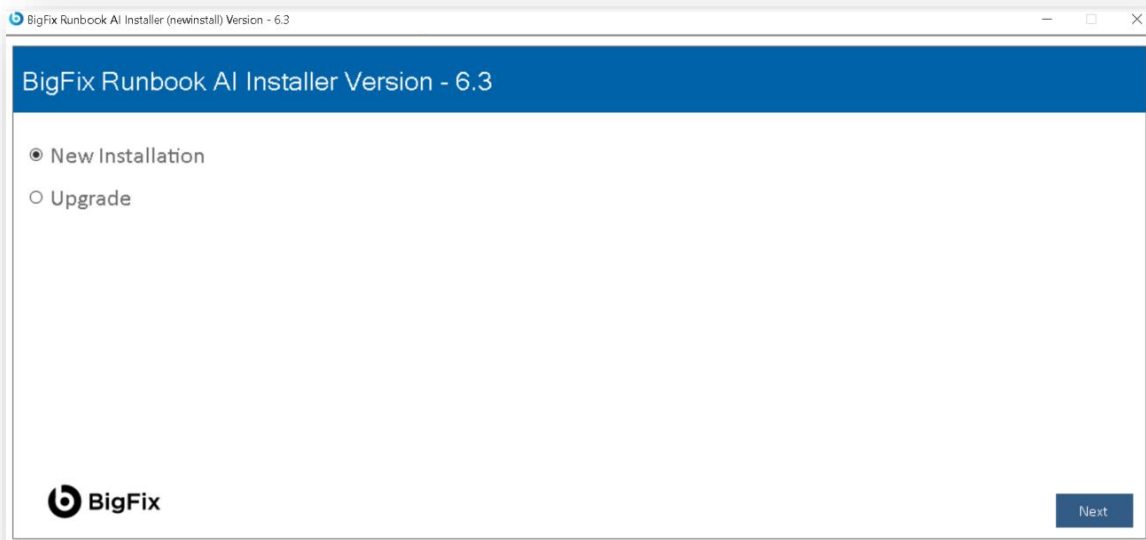 BigFix Runbook AI Installer (newinstall) Version - 6.3
BigFix Runbook AI Installer Version - 6.3
New Installation
Upgrade
BigFix
Next